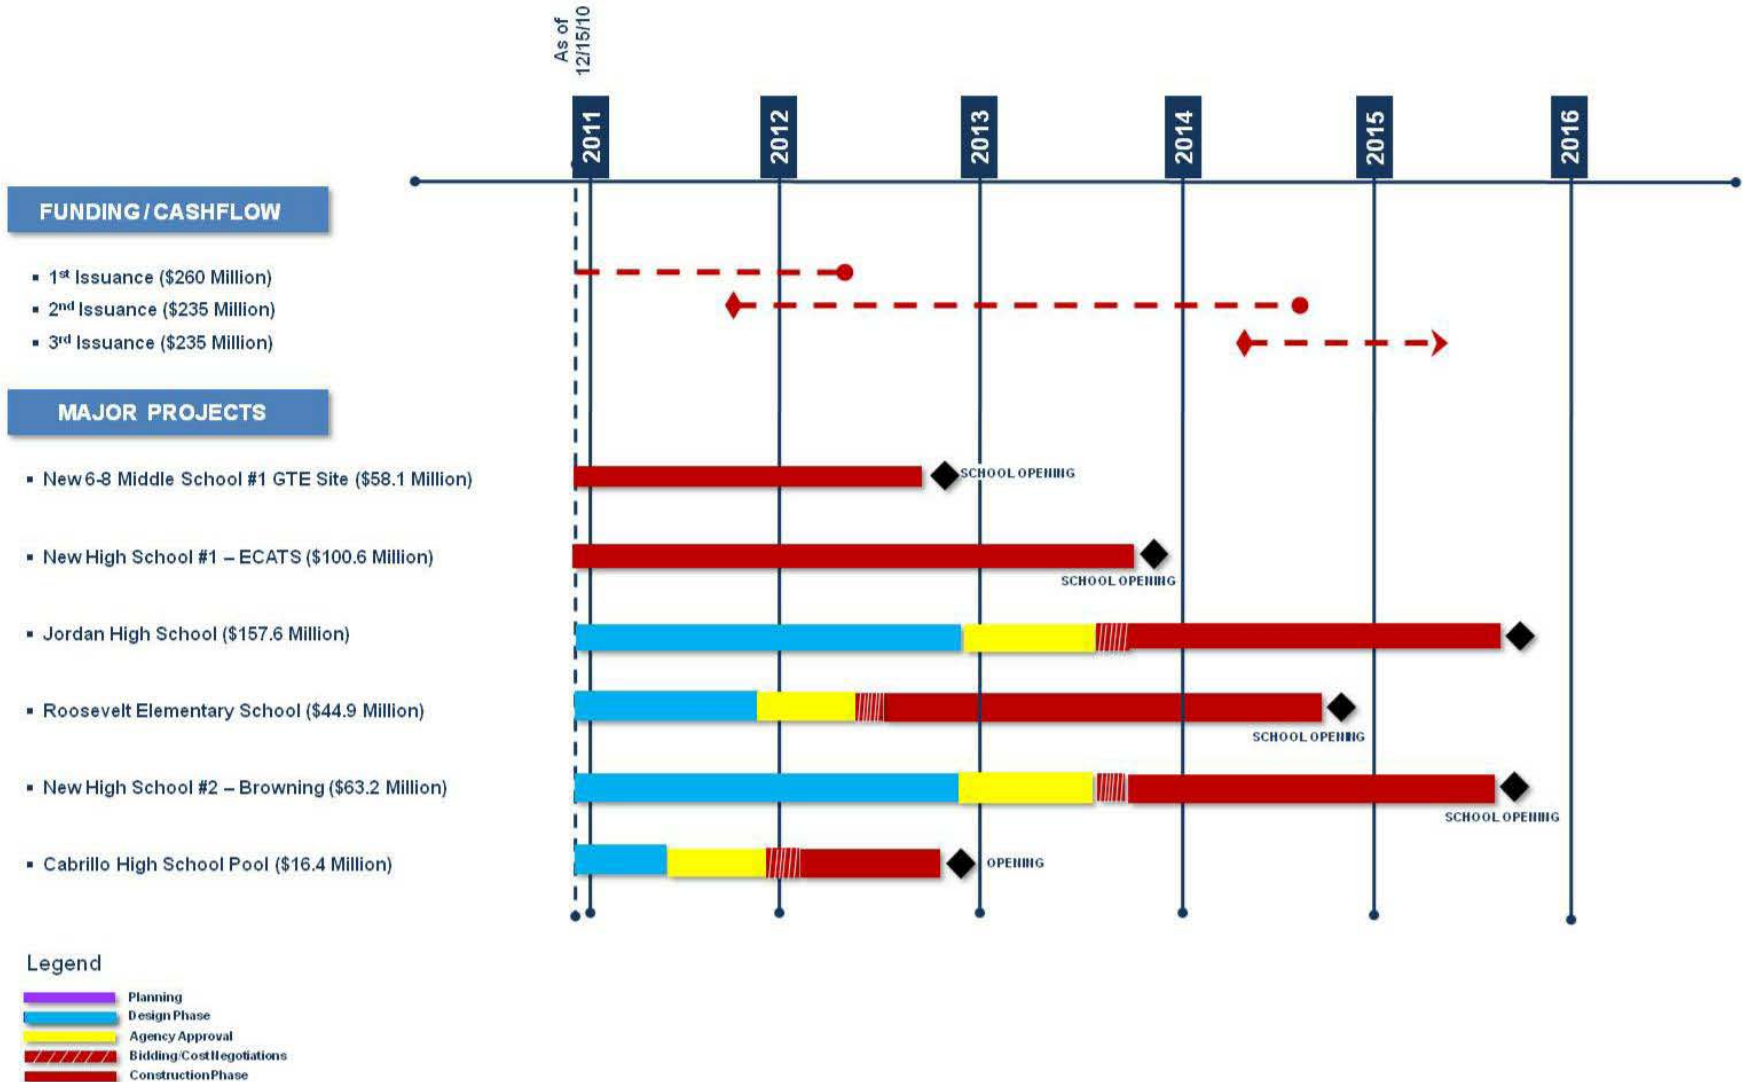 As of
12/15/10
2011
2012
2013
2014
2015
2016
FUNDING / CASHFLOW
▪ 1st Issuance ($260 Million)
▪ 2nd Issuance ($235 Million)
▪ 3rd Issuance ($235 Million)
MAJOR PROJECTS
▪ New 6-8 Middle School #1 GTE Site ($58.1 Million)
SCHOOL OPENING
▪ New High School #1 – ECATS ($100.6 Million)
SCHOOL OPENING
▪ Jordan High School ($157.6 Million)
▪ Roosevelt Elementary School ($44.9 Million)
SCHOOL OPENING
▪ New High School #2 – Browning ($63.2 Million)
SCHOOL OPENING
▪ Cabrillo High School Pool ($16.4 Million)
OPENING
Legend
Planning
Design Phase
Agency Approval
Bidding/Cost Negotiations
Construction Phase